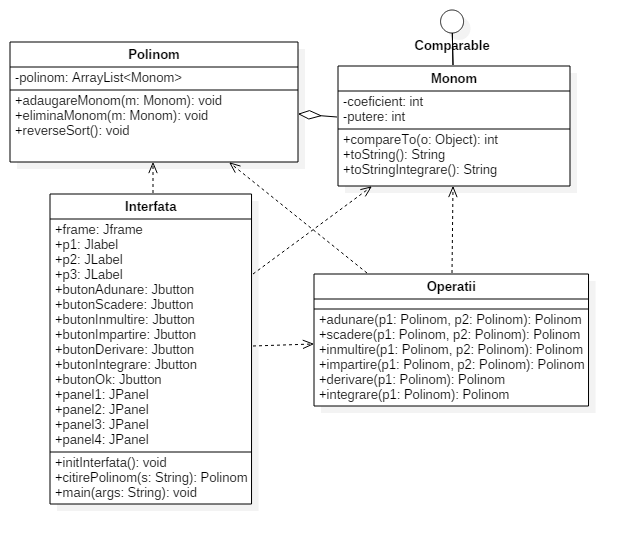 Comparable
Polinom
-polinom: ArrayList<Monom>
+adaugareMonom(m: Monom): void
+eliminaMonom(m: Monom): void
+reverseSort(): void
Monom
-coeficient: int
-putere: int
+compareTo(o: Object): int
+toString(): String
+toStringIntegrare(): String
Interfata
+frame: Jframe
+p1: Jlabel
+p2: JLabel
+p3: JLabel
+butonAdunare: Jbutton
+butonScadere: Jbutton
+butonInmultire: Jbutton
+butonImpartire: Jbutton
+butonDerivare: Jbutton
+butonIntegrare: Jbutton
+butonOk: Jbutton
+panel1: JPanel
+panel2: JPanel
+panel3: JPanel
+panel4: JPanel
+initInterfata(): void
+citirePolinom(s: String): Polinom
+main(args: String): void
Operatii
+adunare(p1: Polinom, p2: Polinom): Polinom
+scadere(p1: Polinom, p2: Polinom): Polinom
+inmultire(p1: Polinom, p2: Polinom): Polinom
+impartire(p1: Polinom, p2: Polinom): Polinom
+derivare(p1: Polinom): Polinom
+integrare(p1: Polinom): Polinom